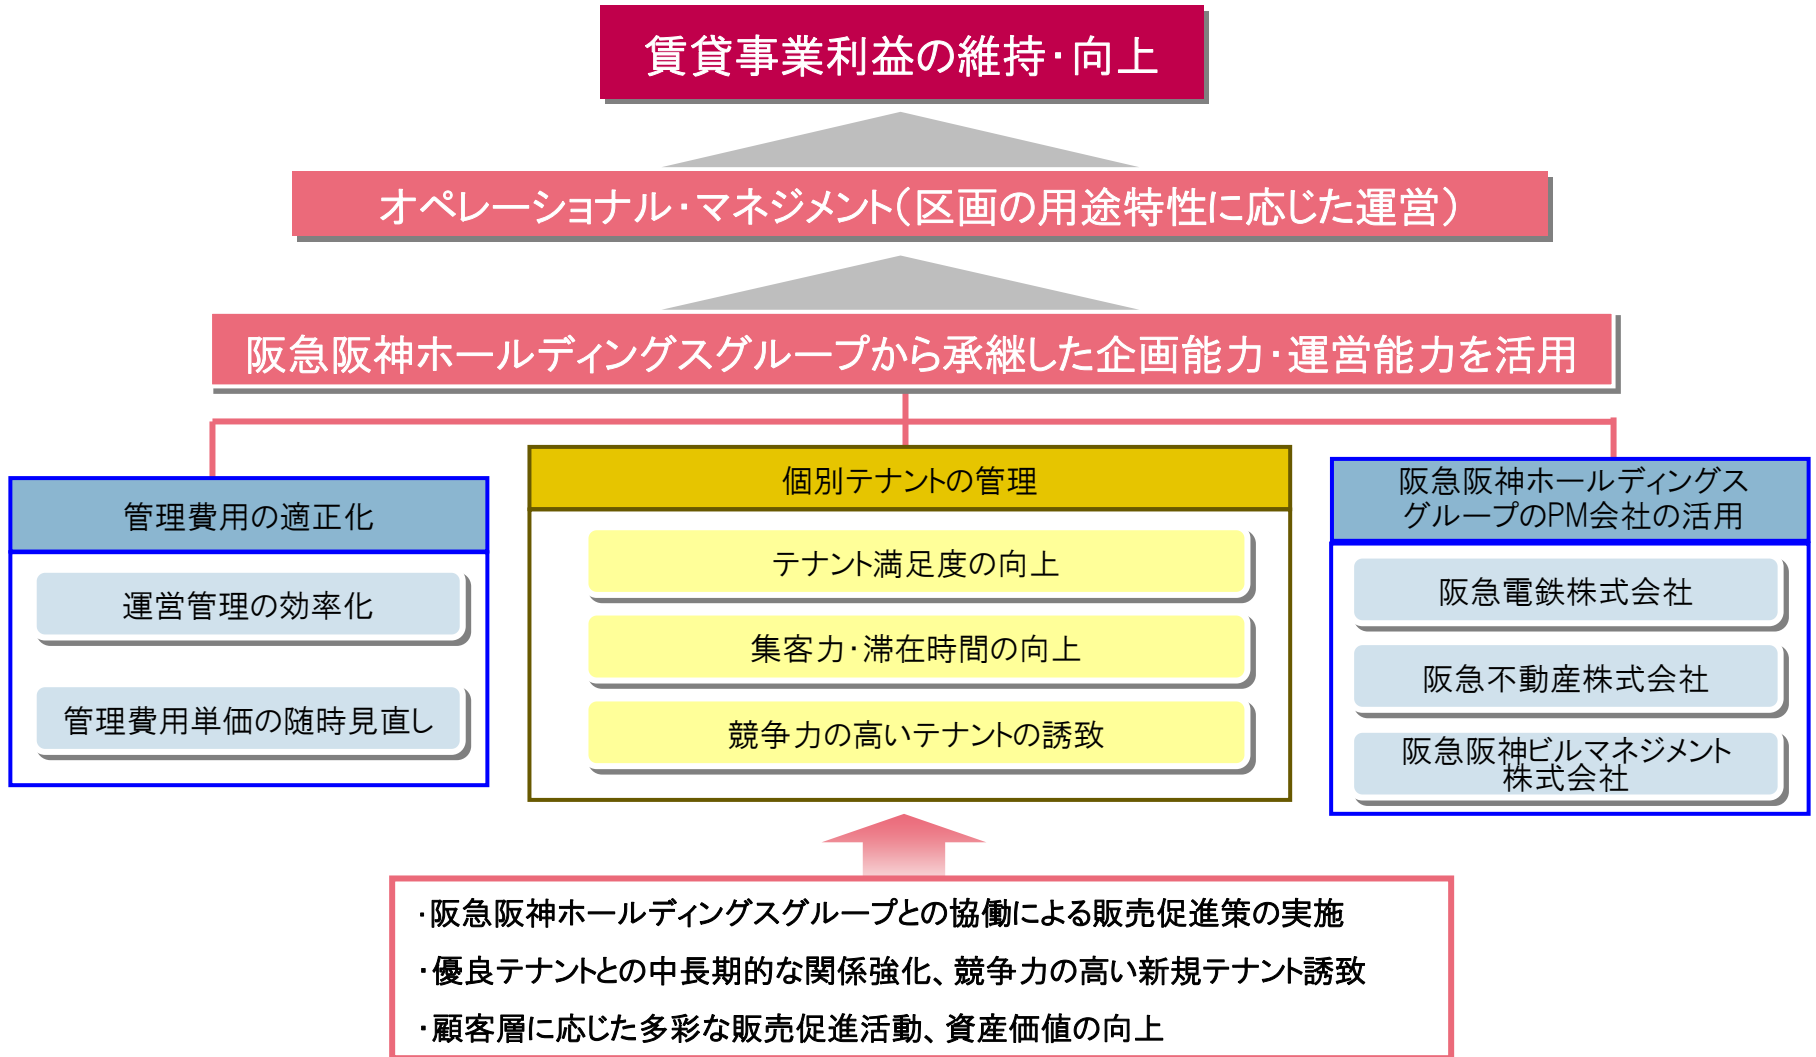 賃貸事業利益の維持・向上
オペレーショナル・マネジメント（区画の用途特性に応じた運営）
阪急阪神ホールディングスグループから承継した企画能力・運営能力を活用
管理費用の適正化
運営管理の効率化
管理費用単価の随時見直し
個別テナントの管理
テナント満足度の向上
集客力・滞在時間の向上
競争力の高いテナントの誘致
阪急阪神ホールディングス
グループのPM会社の活用
阪急電鉄株式会社
阪急不動産株式会社
阪急阪神ビルマネジメント
株式会社
・阪急阪神ホールディングスグループとの協働による販売促進策の実施
・優良テナントとの中長期的な関係強化、競争力の高い新規テナント誘致
・顧客層に応じた多彩な販売促進活動、資産価値の向上